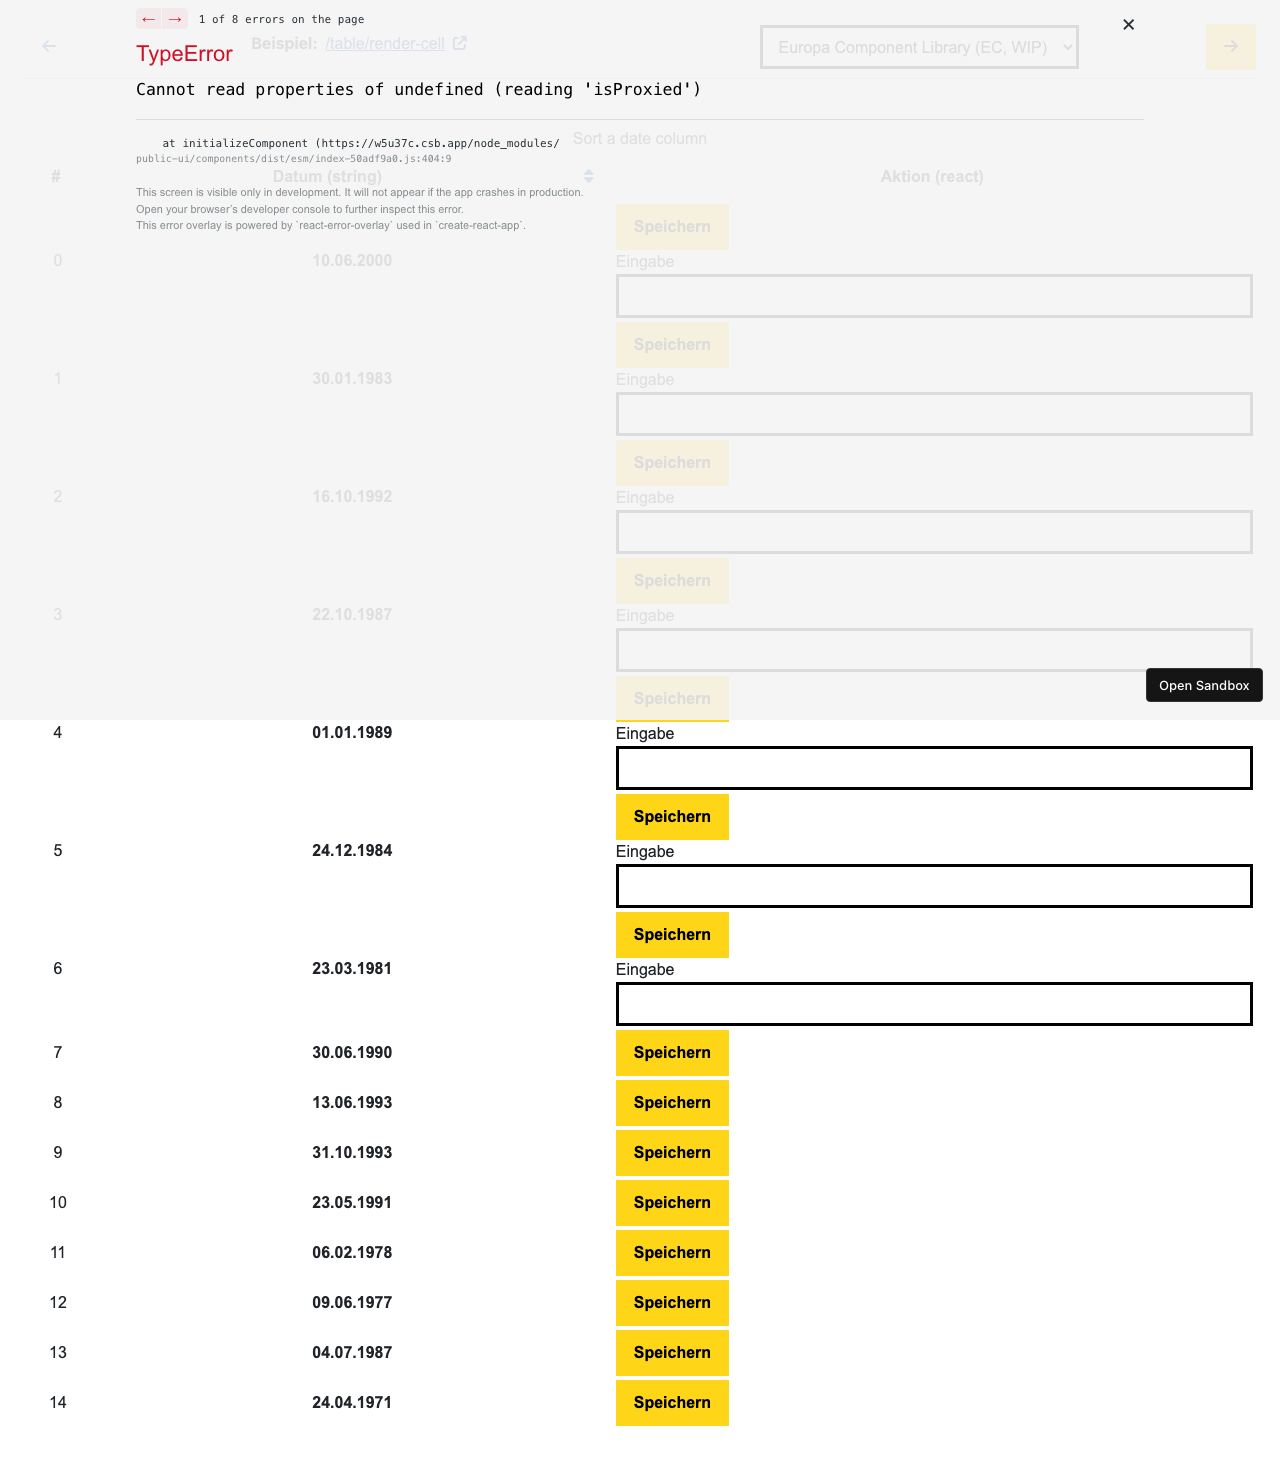 ← → 1 of 8 errors on the page ✕
← Beispiel: /table/render-cell Europa Component Library (EC, WIP) →
TypeError
Cannot read properties of undefined (reading 'isProxied')
Sort a date column
at initializeComponent (https://w5u37c.csb.app/node_modules/
public-ui/components/dist/esm/index-50adf9a0.js:404:9
# Datum (string) Aktion (react)
This screen is visible only in development. It will not appear if the app crashes in production.
Open your browser's developer console to further inspect this error.
This error overlay is powered by `react-error-overlay` used in `create-react-app`.
Speichern
0 10.06.2000 Eingabe
Speichern
1 30.01.1983 Eingabe
Speichern
2 16.10.1992 Eingabe
Speichern
3 22.10.1987 Eingabe
Open Sandbox
Speichern
4 01.01.1989 Eingabe
Speichern
5 24.12.1984 Eingabe
Speichern
6 23.03.1981 Eingabe
7 30.06.1990 Speichern
8 13.06.1993 Speichern
9 31.10.1993 Speichern
10 23.05.1991 Speichern
11 06.02.1978 Speichern
12 09.06.1977 Speichern
13 04.07.1987 Speichern
14 24.04.1971 Speichern